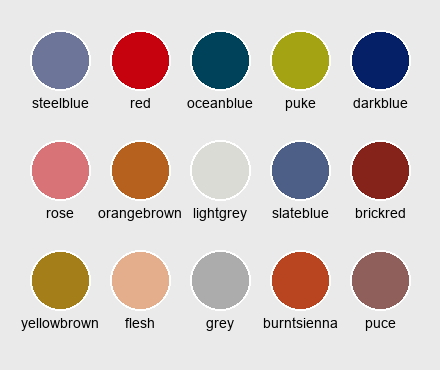 steelblue red oceanblue puke darkblue
rose orangebrown lightgrey slateblue brickred
yellowbrown flesh grey burntsienna puce